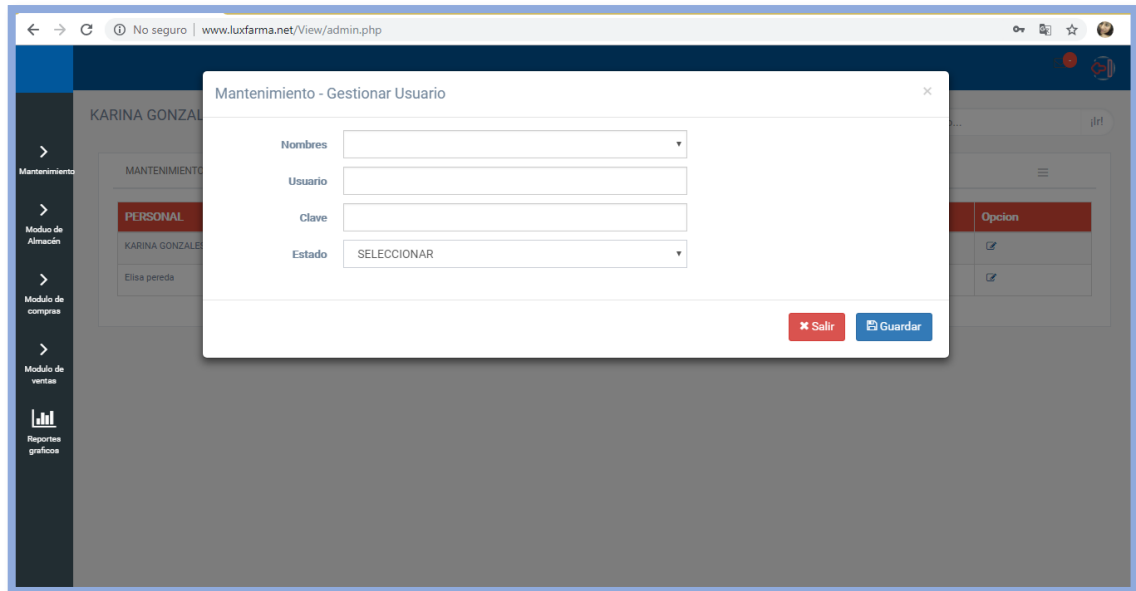 No seguro | www.luxfarma.net/View/admin.php
Mantenimiento - Gestionar Usuario ×
KARINA GONZAL
¡Ir!
Nombres
Mantenimiento
MANTENIMIENTO
Usuario
PERSONAL
Opcion
Clave
Moduo de
Almacén
KARINA GONZALES
Estado SELECCIONAR
Elisa pereda
Modulo de
compras
Salir
Guardar
Modulo de
ventas
Reportes
graficos